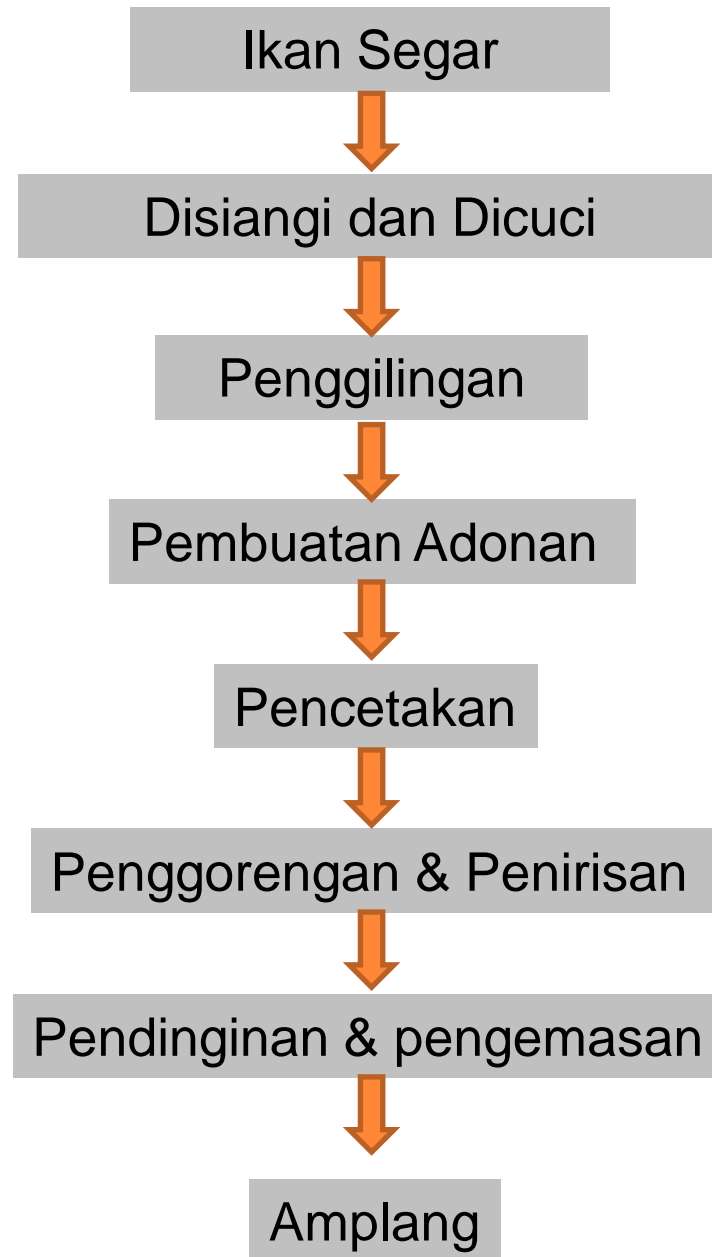 Ikan Segar
Disiangi dan Dicuci
Penggilingan
Pembuatan Adonan
Pencetakan
Penggorengan & Penirisan
Pendinginan & pengemasan
Amplang